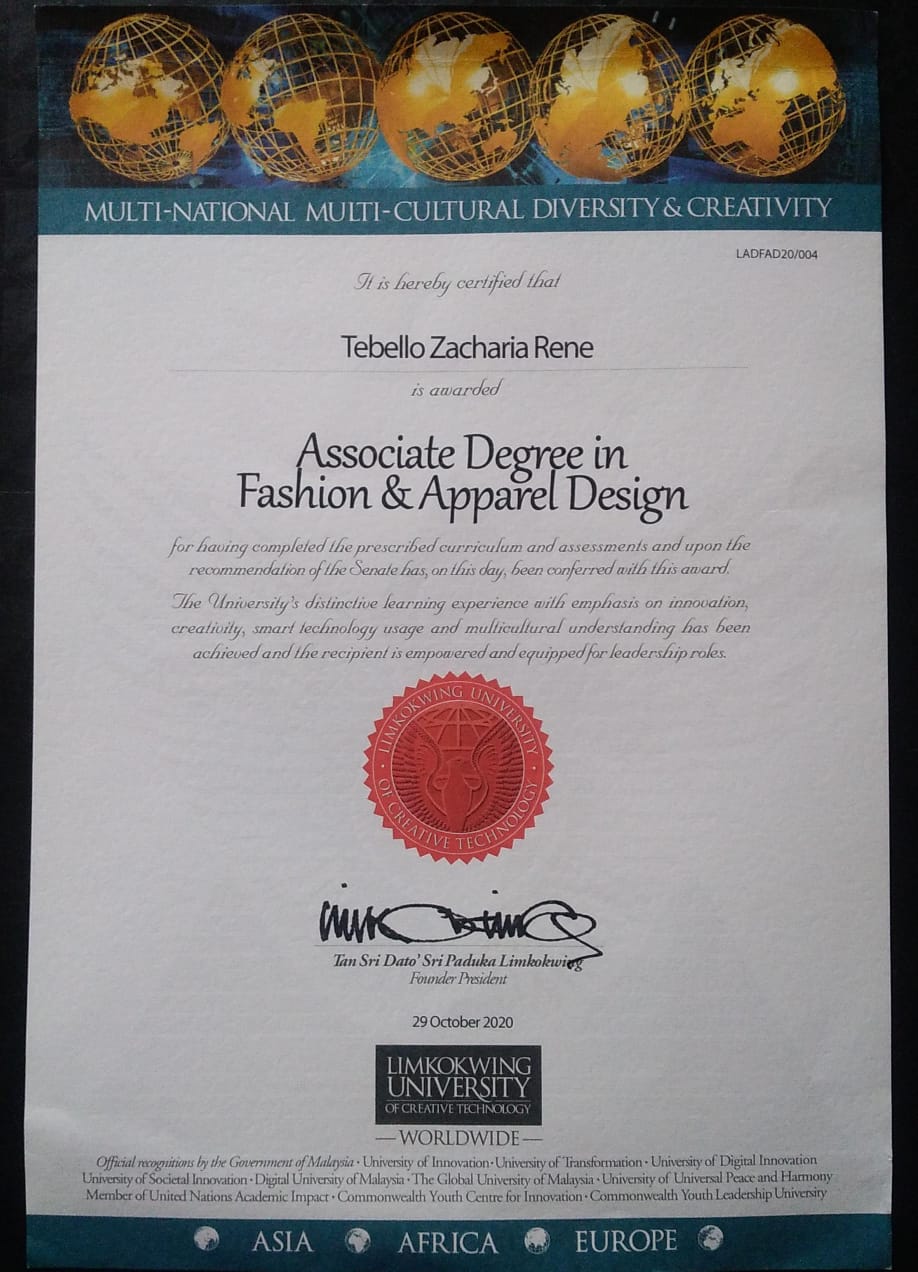 MULTI-NATIONAL MULTI-CULTURAL DIVERSITY & CREATIVITY
LADFAD20/004
It is hereby certified that
Tebello Zacharia Rene
is awarded
Associate Degree in
Fashion & Apparel Design
for having completed the prescribed curriculum and assessments and upon the
recommendation of the Senate has, on this day, been conferred with this award.
The University's distinctive learning experience with emphasis on innovation,
creativity, smart technology usage and multicultural understanding has been
achieved and the recipient is empowered and equipped for leadership roles.
LIMKOKWING UNIVERSITY
OF CREATIVE TECHNOLOGY
Tan Sri Dato' Sri Paduka Limkokwing
Founder President
29 October 2020
LIMKOKWING
UNIVERSITY
OF CREATIVE TECHNOLOGY
WORLDWIDE
Official recognitions by the Government of Malaysia · University of Innovation · University of Transformation · University of Digital Innovation
University of Societal Innovation · Digital University of Malaysia · The Global University of Malaysia · University of Universal Peace and Harmony
Member of United Nations Academic Impact · Commonwealth Youth Centre for Innovation · Commonwealth Youth Leadership University
ASIA AFRICA EUROPE